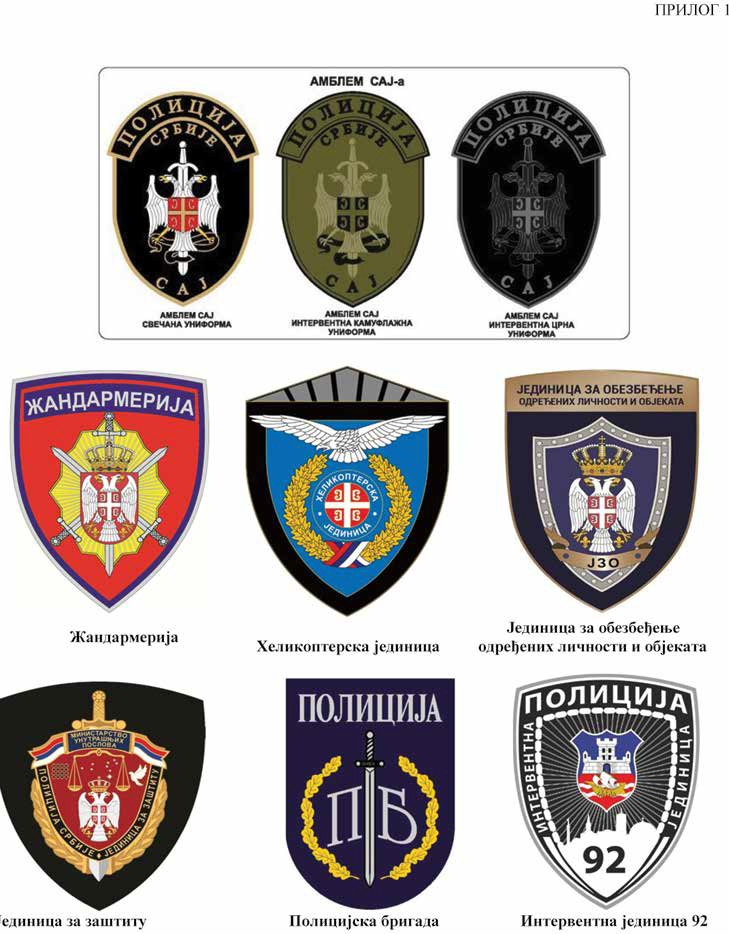 ПРИЛОГ 1
АМБЛЕМ САЈ-а
ПОЛИЦИЈА
СРБИЈЕ
САЈ
ПОЛИЦИЈА
СРБИЈЕ
САЈ
ПОЛИЦИЈА
СРБИЈЕ
САЈ
АМБЛЕМ САЈ
СВЕЧАНА УНИФОРМА
АМБЛЕМ САЈ
ИНТЕРВЕНТНА КАМУФЛАЖНА
УНИФОРМА
АМБЛЕМ САЈ
ИНТЕРВЕНТНА ЦРНА
УНИФОРМА
ЖАНДАРМЕРИЈА
ХЕЛИКОПТЕРСКА
ЈЕДИНИЦА
ЈЕДИНИЦА ЗА ОБЕЗБЕЂЕЊЕ
ОДРЕЂЕНИХ ЛИЧНОСТИ И ОБЈЕКАТА
ЈЗО
Жандармерија
Хеликоптерска јединица
Јединица за обезбеђење
одређених личности и објеката
МИНИСТАРСТВО
УНУТРАШЊИХ
ПОСЛОВА
ПОЛИЦИЈА СРБИЈЕ
ЈЕДИНИЦА ЗА ЗАШТИТУ
ПОЛИЦИЈА
ПБ
ПОЛИЦИЈА
ИНТЕРВЕНТНА
ЈЕДИНИЦА
92
Јединица за заштиту
Полицијска бригада
Интервентна јединица 92